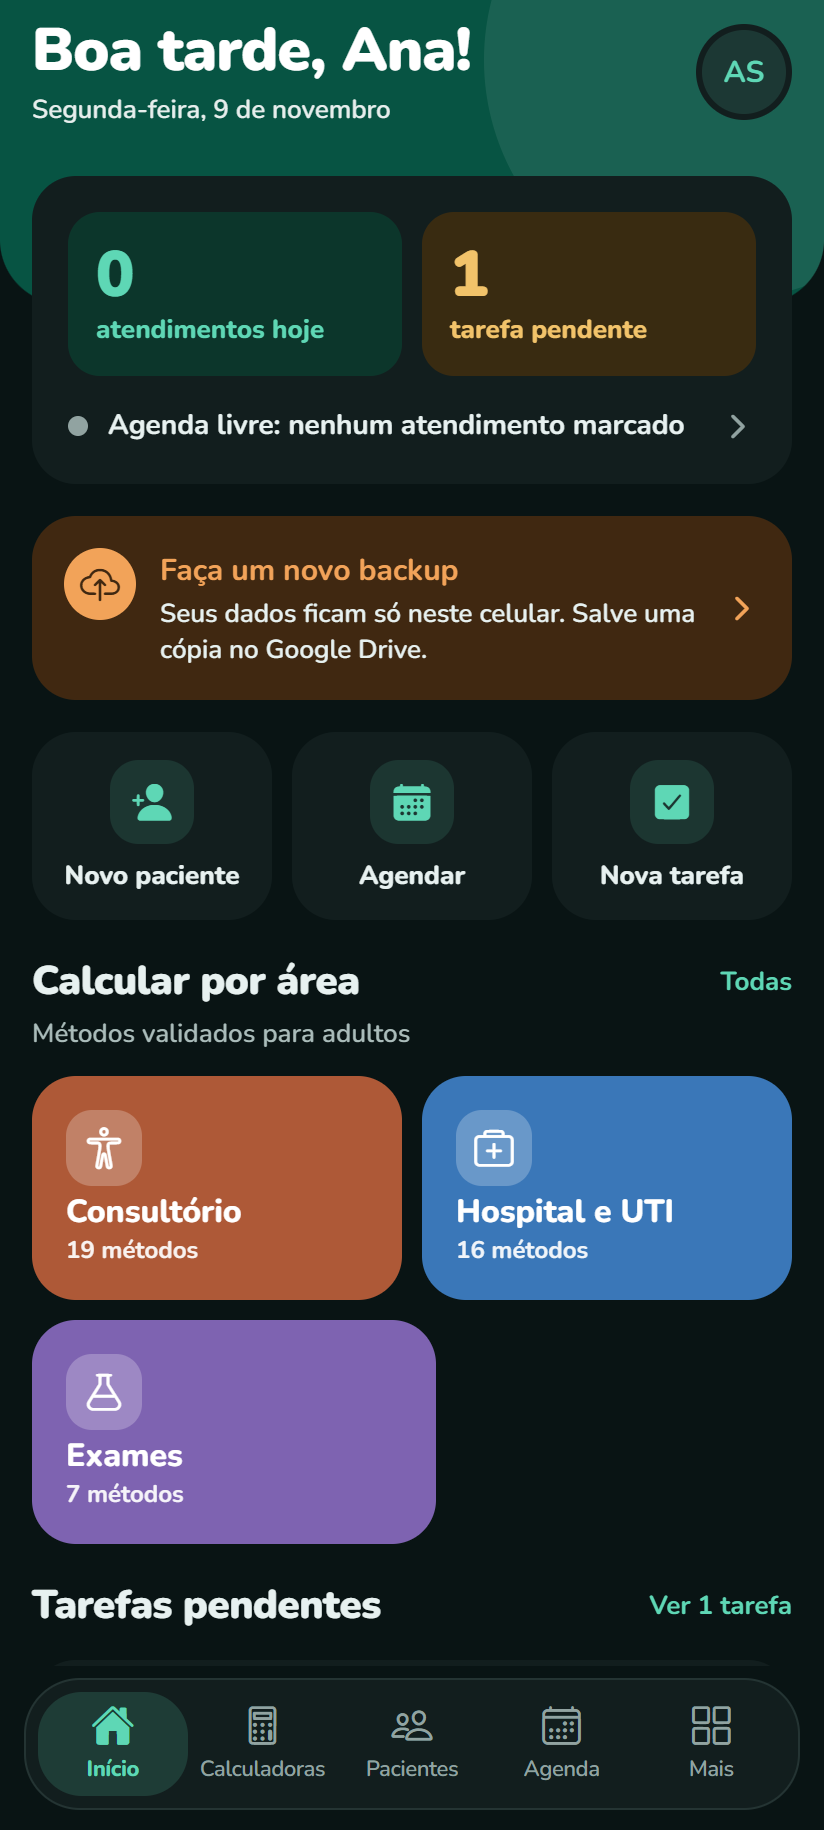 Boa tarde, Ana!
Segunda-feira, 9 de novembro
AS
0
atendimentos hoje
1
tarefa pendente
Agenda livre: nenhum atendimento marcado
Faça um novo backup
Seus dados ficam só neste celular. Salve uma
cópia no Google Drive.
Novo paciente
Agendar
Nova tarefa
Calcular por área
Todas
Métodos validados para adultos
Consultório
19 métodos
Hospital e UTI
16 métodos
Exames
7 métodos
Tarefas pendentes
Ver 1 tarefa
Início
Calculadoras
Pacientes
Agenda
Mais